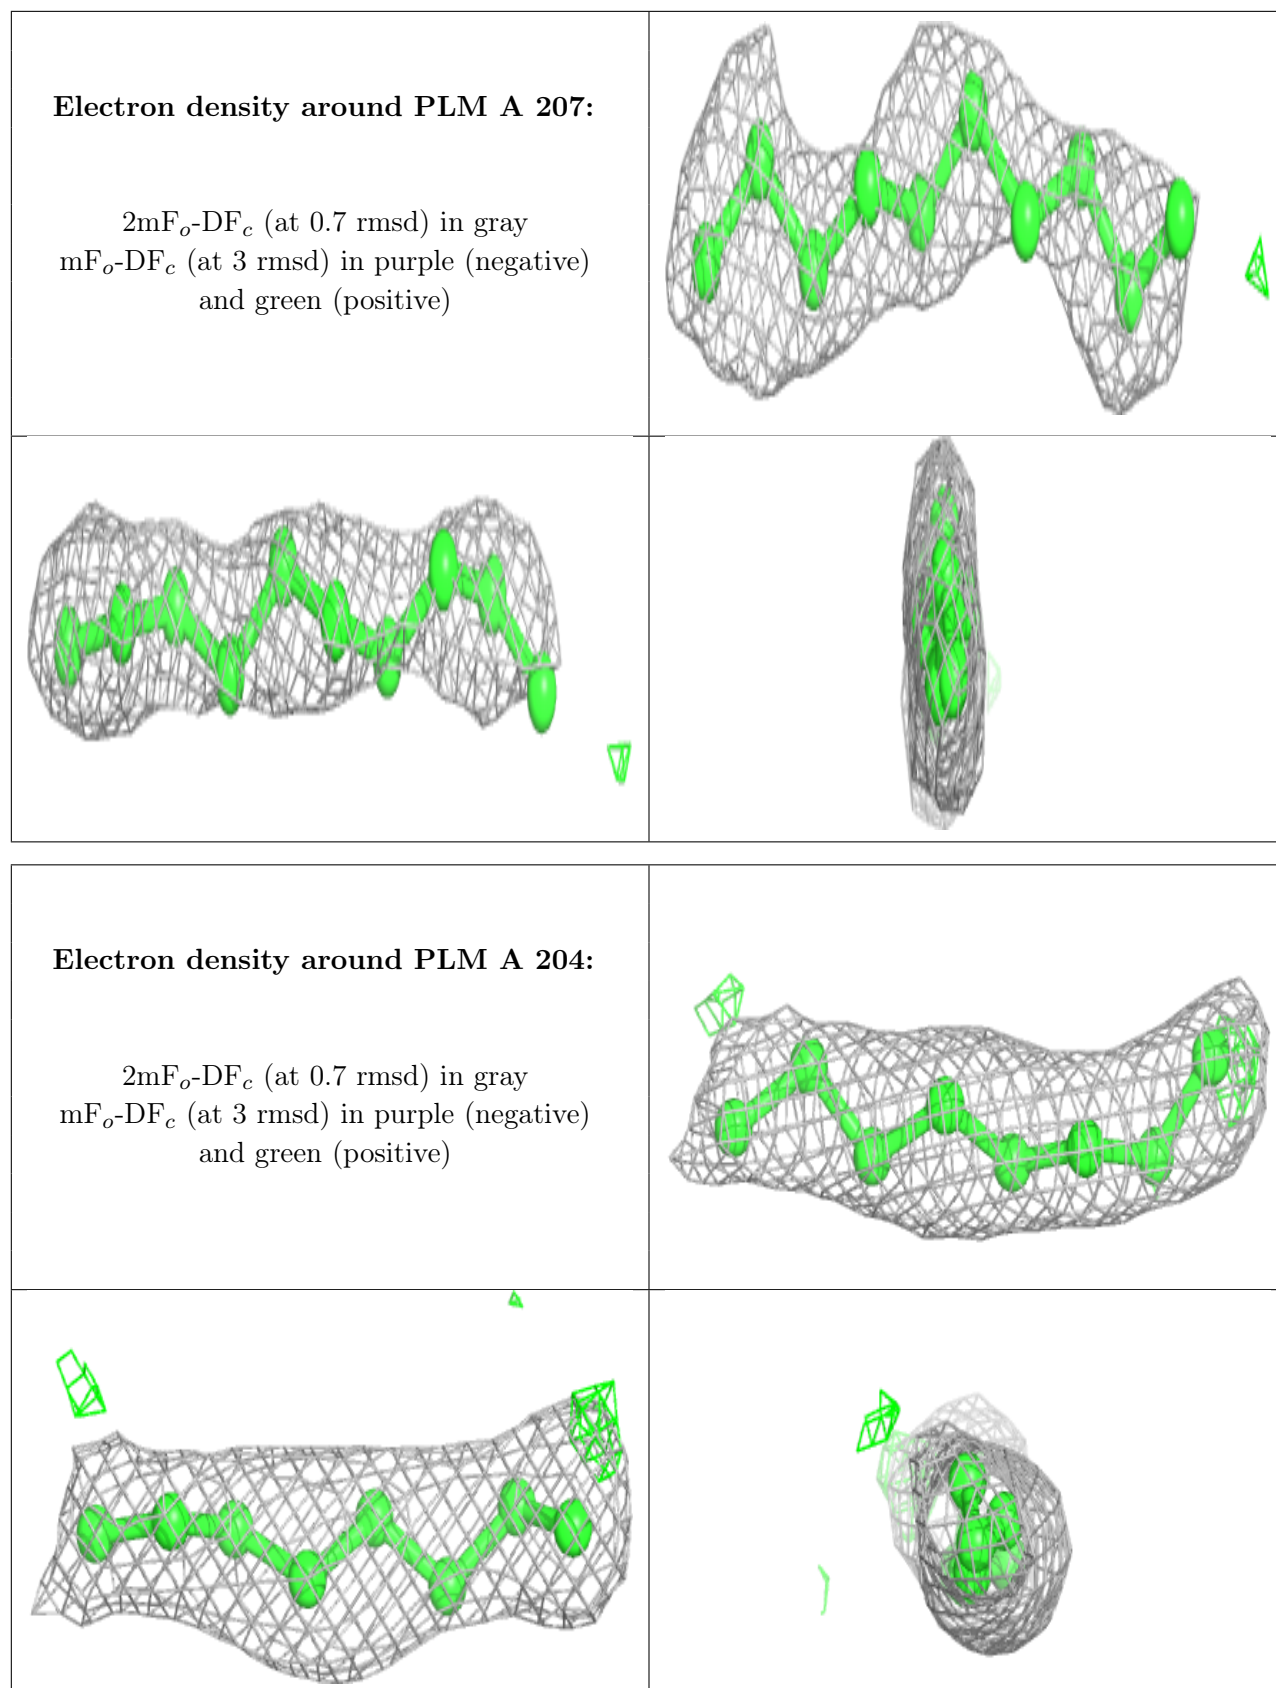 Electron density around PLM A 207:
2mFo-DFc (at 0.7 rmsd) in gray
mFo-DFc (at 3 rmsd) in purple (negative)
and green (positive)
Electron density around PLM A 204:
2mFo-DFc (at 0.7 rmsd) in gray
mFo-DFc (at 3 rmsd) in purple (negative)
and green (positive)